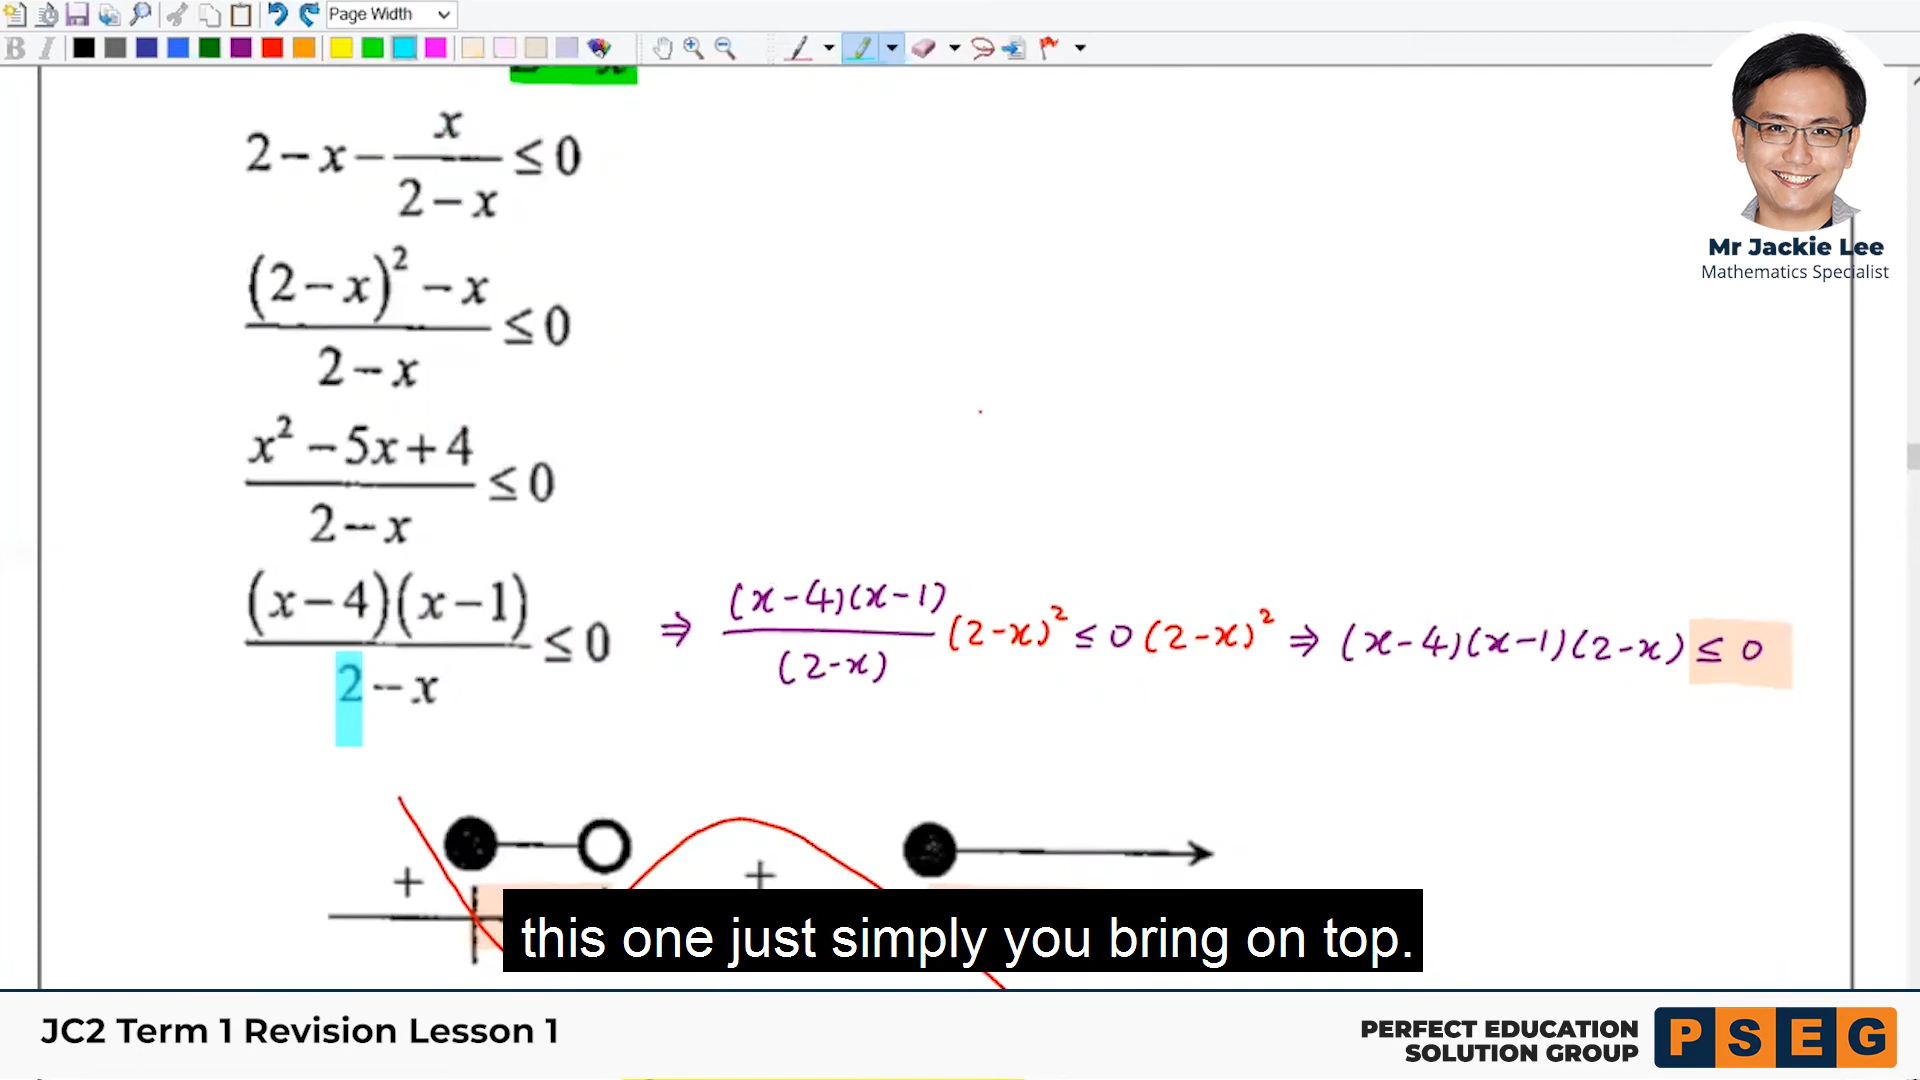 Page Width
B I
2 − x − x/(2 − x) ≤ 0
((2 − x)² − x)/(2 − x) ≤ 0
(x² − 5x + 4)/(2 − x) ≤ 0
((x − 4)(x − 1))/(2 − x) ≤ 0 ⇒ ((x − 4)(x − 1))/((2 − x)) (2 − x)² ≤ 0 (2 − x)² ⇒ (x − 4)(x − 1)(2 − x) ≤ 0
+ +
Mr Jackie Lee
Mathematics Specialist
this one just simply you bring on top.
JC2 Term 1 Revision Lesson 1
PERFECT EDUCATION
SOLUTION GROUP
PSEG